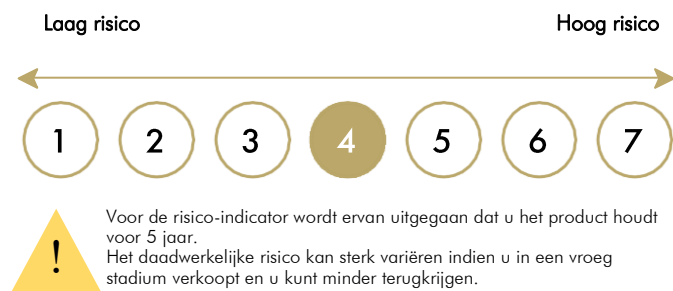 Laag risico Hoog risico
1 2 3 4 5 6 7
! Voor de risico-indicator wordt ervan uitgegaan dat u het product houdt
voor 5 jaar.
Het daadwerkelijke risico kan sterk variëren indien u in een vroeg
stadium verkoopt en u kunt minder terugkrijgen.